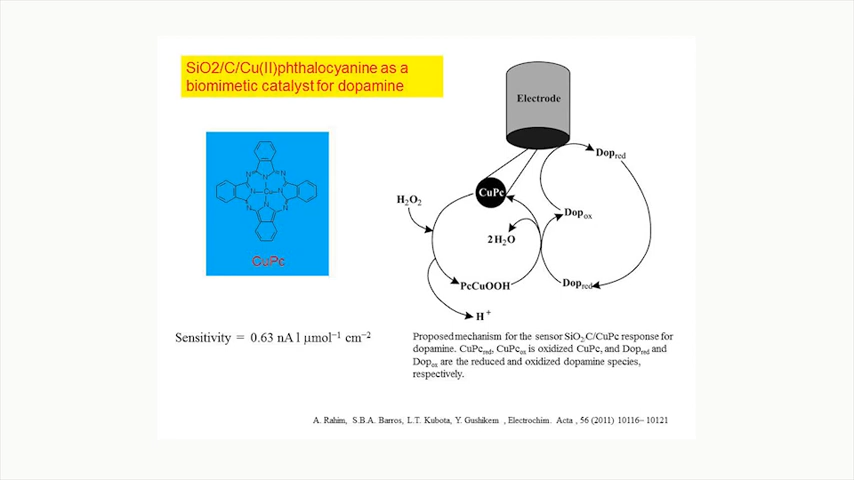 SiO2/C/Cu(II)phthalocyanine as a
biomimetic catalyst for dopamine
Electrode
Dop_red
CuPc
H₂O₂
Dop_ox
2 H₂O
PcCuOOH
Dop_red
H⁺
N
N
N
N
Cu
N
N
N
N
CuPc
Sensitivity = 0.63 nA l μmol⁻¹ cm⁻²
Proposed mechanism for the sensor SiO₂/C/CuPc response for
dopamine. CuPc_red, CuPc_ox is oxidized CuPc, and Dop_red and
Dop_ox are the reduced and oxidized dopamine species,
respectively.
A. Rahim, S.B.A. Barros, L.T. Kubota, Y. Gushikem , Electrochim. Acta , 56 (2011) 10116– 10121